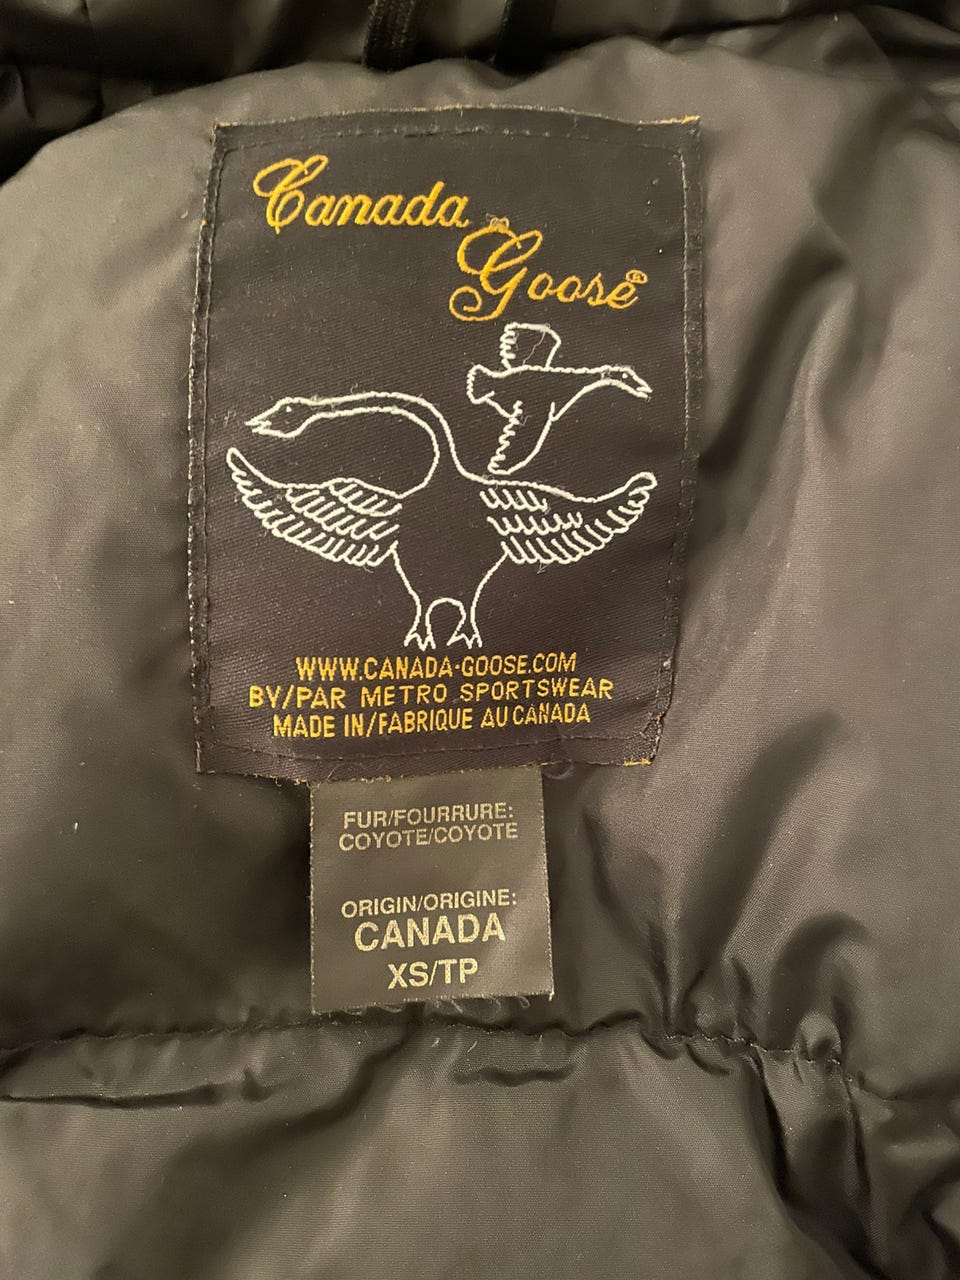 Canada
Goose®
WWW.CANADA-GOOSE.COM
BY/PAR METRO SPORTSWEAR
MADE IN/FABRIQUE AU CANADA
FUR/FOURRURE:
COYOTE/COYOTE
ORIGIN/ORIGINE:
CANADA
XS/TP